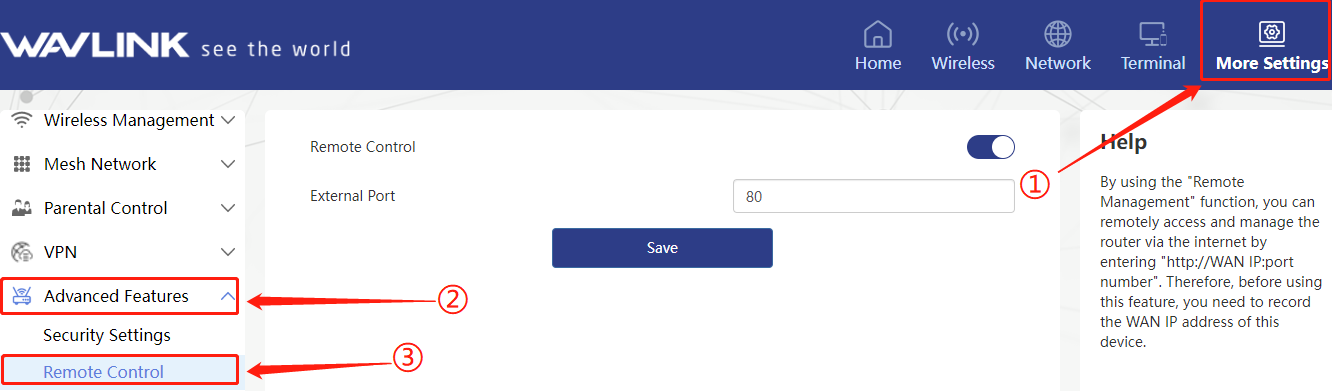 WAVLINK see the world
Home
Wireless
Network
Terminal
More Settings
Wireless Management
Mesh Network
Parental Control
VPN
Advanced Features
②
Security Settings
Remote Control
③
Remote Control
External Port
80
Save
①
Help
By using the "Remote
Management" function, you can
remotely access and manage the
router via the internet by
entering "http://WAN IP:port
number". Therefore, before using
this feature, you need to record
the WAN IP address of this
device.